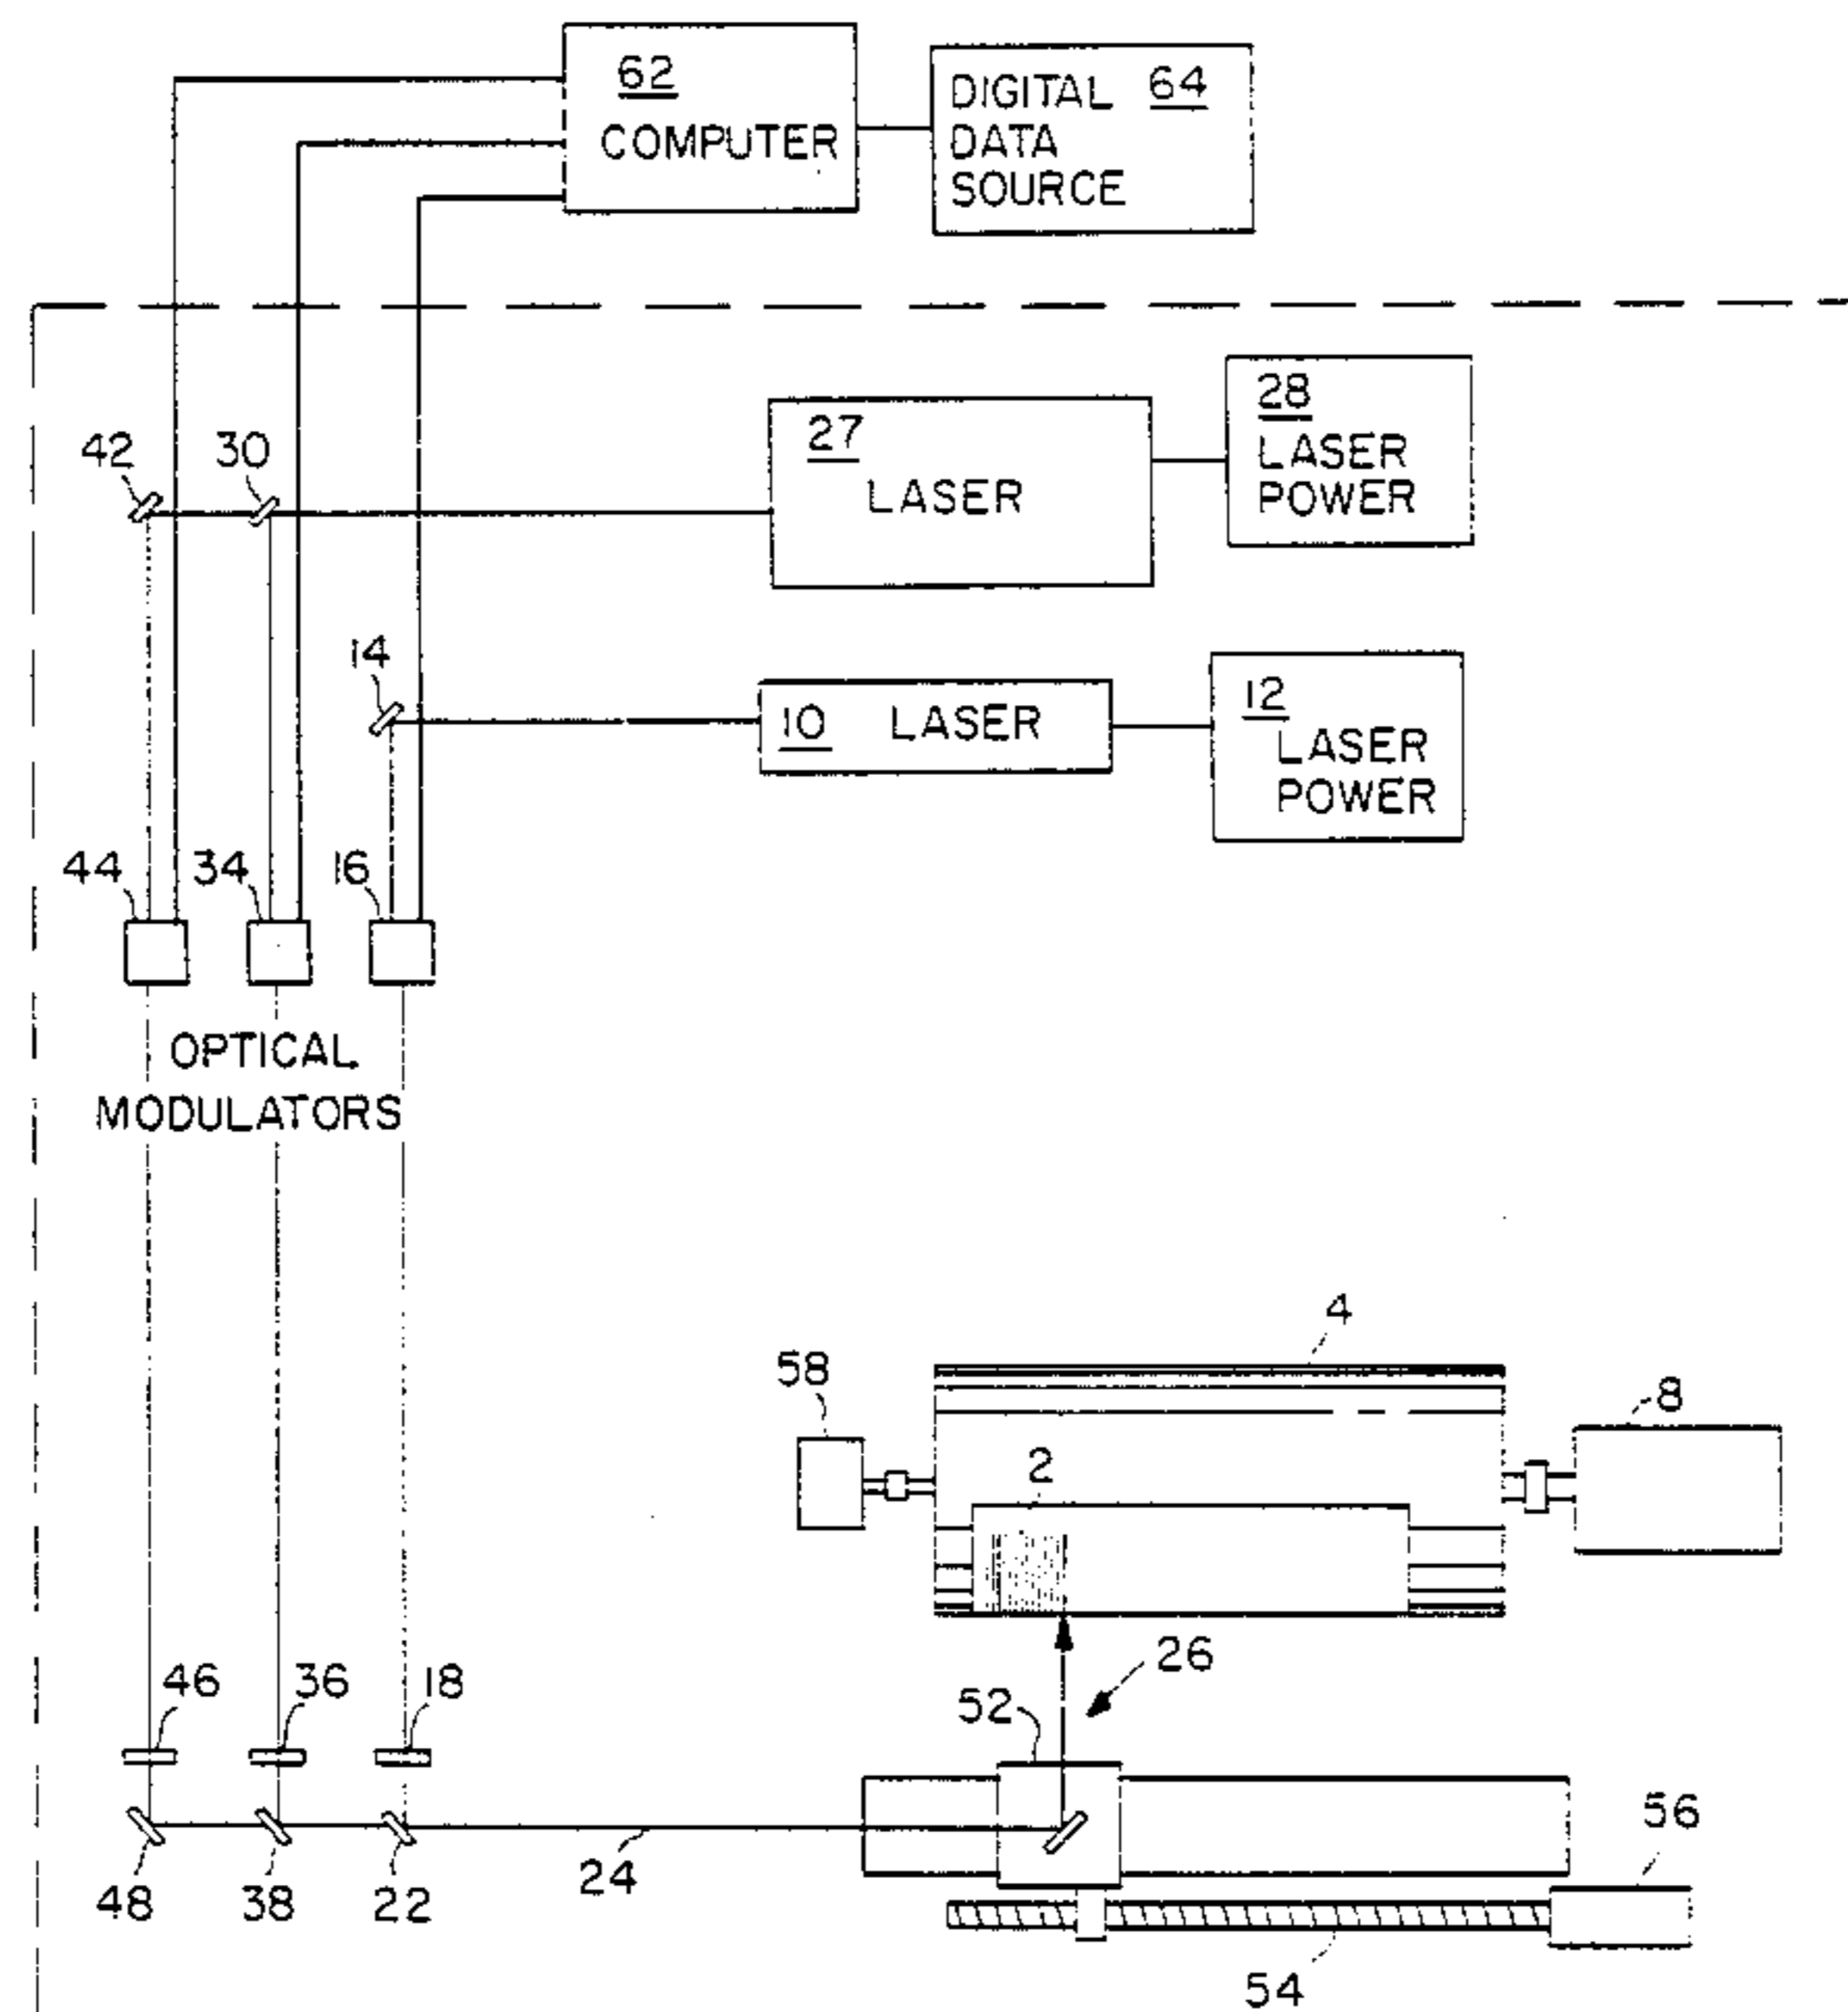 62
COMPUTER
DIGITAL 64
DATA
SOURCE
42
30
27
LASER
28
LASER
POWER
14
10 LASER
12
LASER
POWER
44
34
16
OPTICAL
MODULATORS
4
58
8
2
26
46
36
18
52
56
48
38
22
24
54